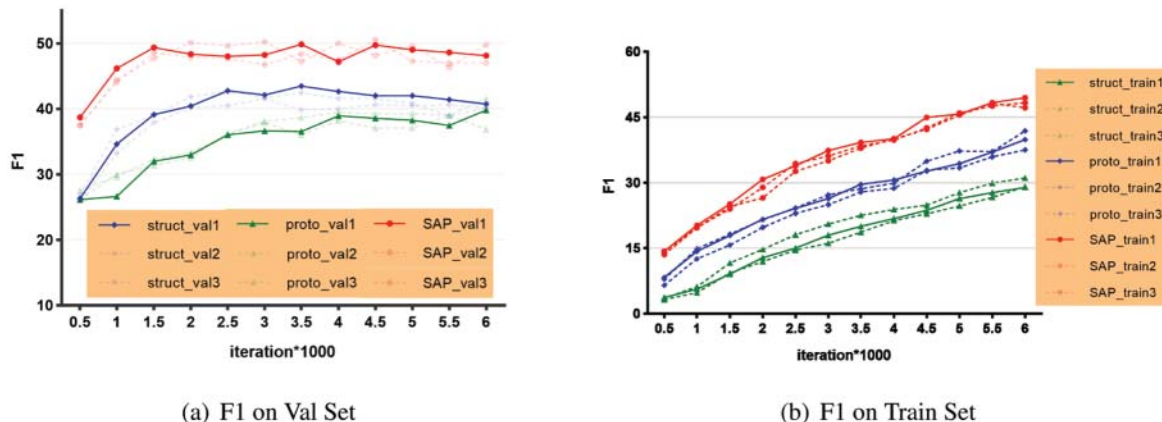 50
40
F1
30
20
10
struct_val1 proto_val1 SAP_val1
struct_val2 proto_val2 SAP_val2
struct_val3 proto_val3 SAP_val3
0.5 1 1.5 2 2.5 3 3.5 4 4.5 5 5.5 6
iteration*1000
(a) F1 on Val Set
60
45
F1
30
15
0
0.5 1 1.5 2 2.5 3 3.5 4 4.5 5 5.5 6
iteration*1000
struct_train1
struct_train2
struct_train3
proto_train1
proto_train2
proto_train3
SAP_train1
SAP_train2
SAP_train3
(b) F1 on Train Set